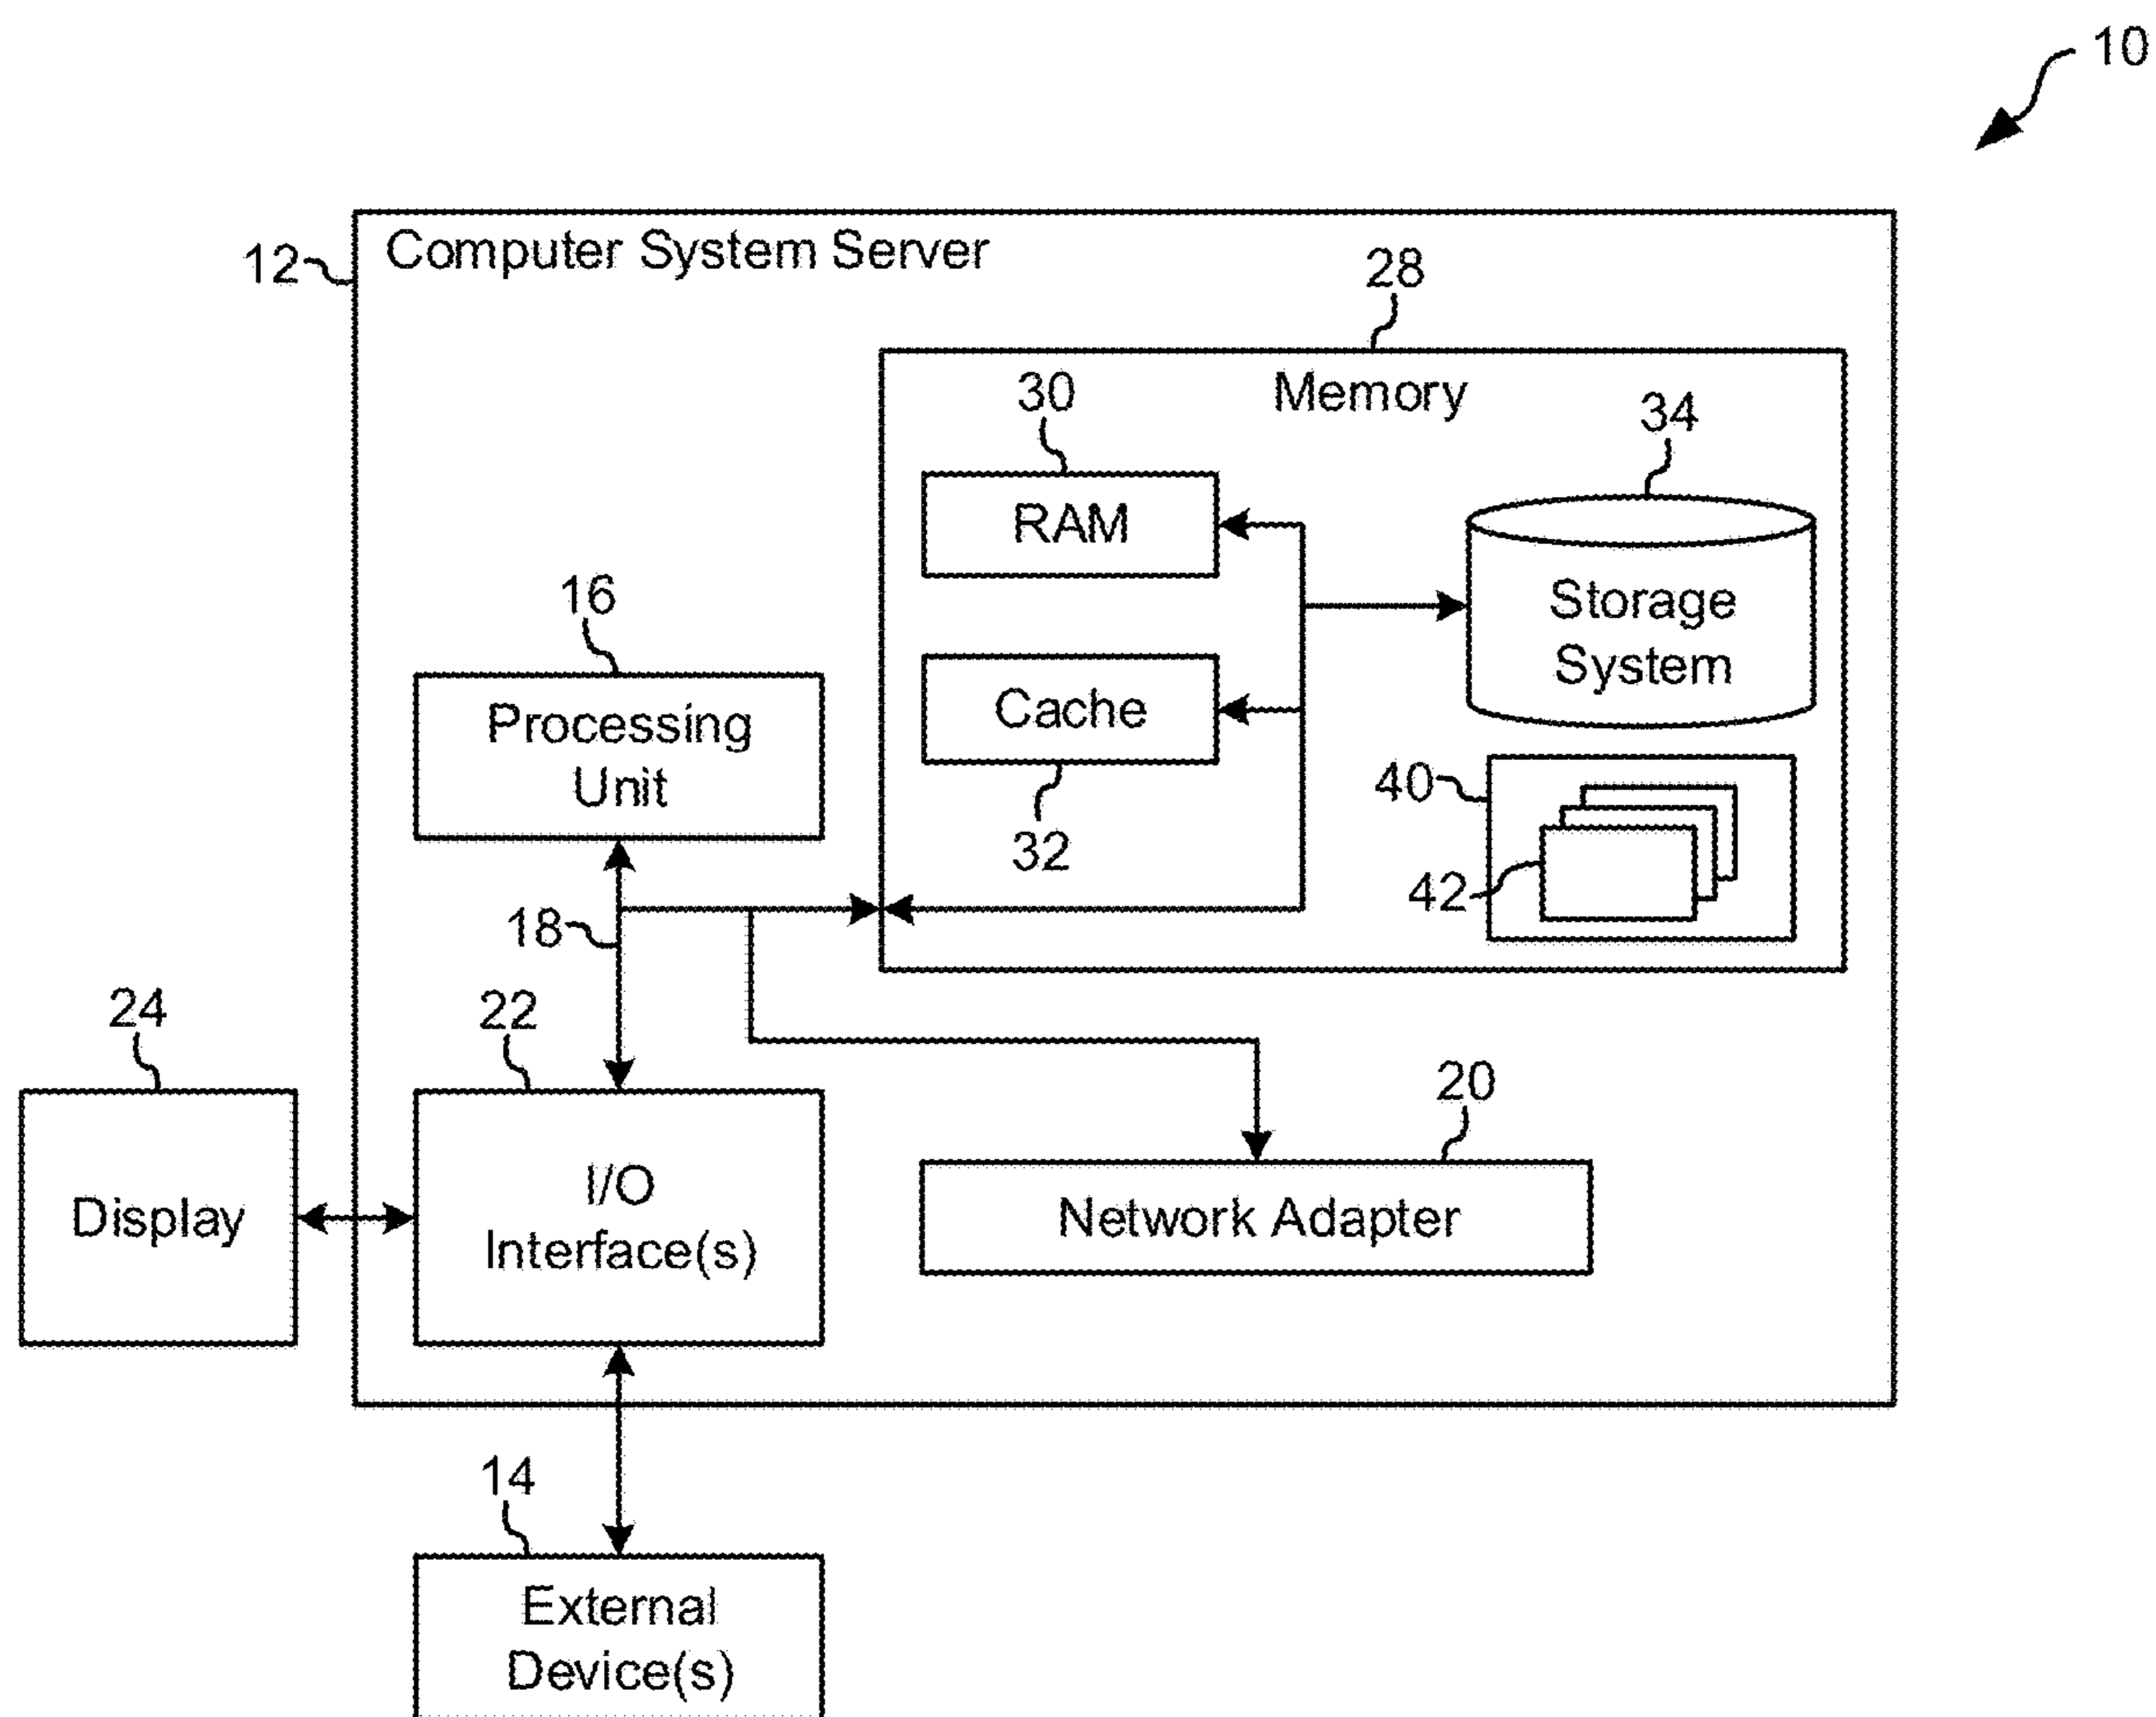 10
12
Computer System Server
28
Memory
30
34
RAM
Storage
System
16
Processing
Unit
Cache
32
40
42
18
24
22
20
Display
I/O
Interface(s)
Network Adapter
14
External
Device(s)